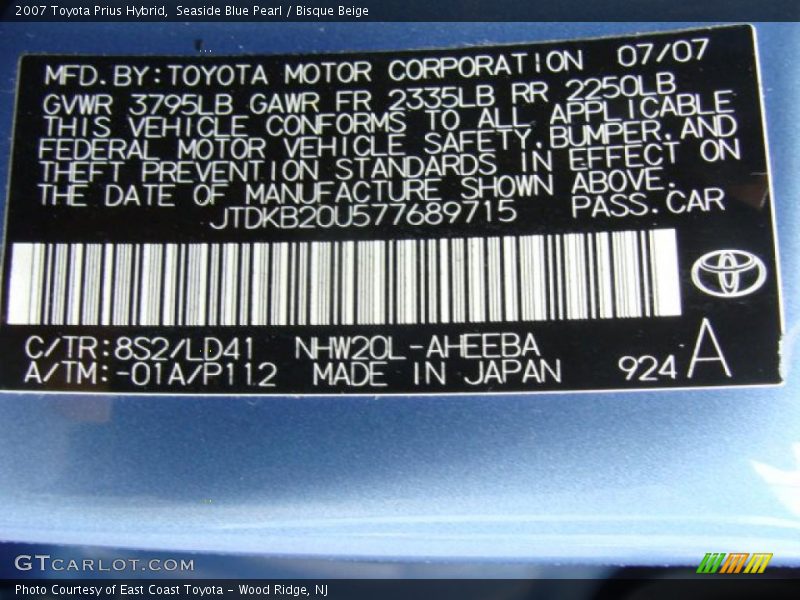 2007 Toyota Prius Hybrid, Seaside Blue Pearl / Bisque Beige
MFD. BY: TOYOTA MOTOR CORPORATION 07/07
GVWR 3795LB GAWR FR 2335LB RR 2250LB
THIS VEHICLE CONFORMS TO ALL APPLICABLE
FEDERAL MOTOR VEHICLE SAFETY, BUMPER, AND
THEFT PREVENTION STANDARDS IN EFFECT ON
THE DATE OF MANUFACTURE SHOWN ABOVE.
JTDKB20U577689715 PASS. CAR
C/TR: 8S2/LD41 NHW20L-AHEEBA
A/TM: -01A/P112 MADE IN JAPAN 924 A
GTCARLOT.COM
Photo Courtesy of East Coast Toyota - Wood Ridge, NJ